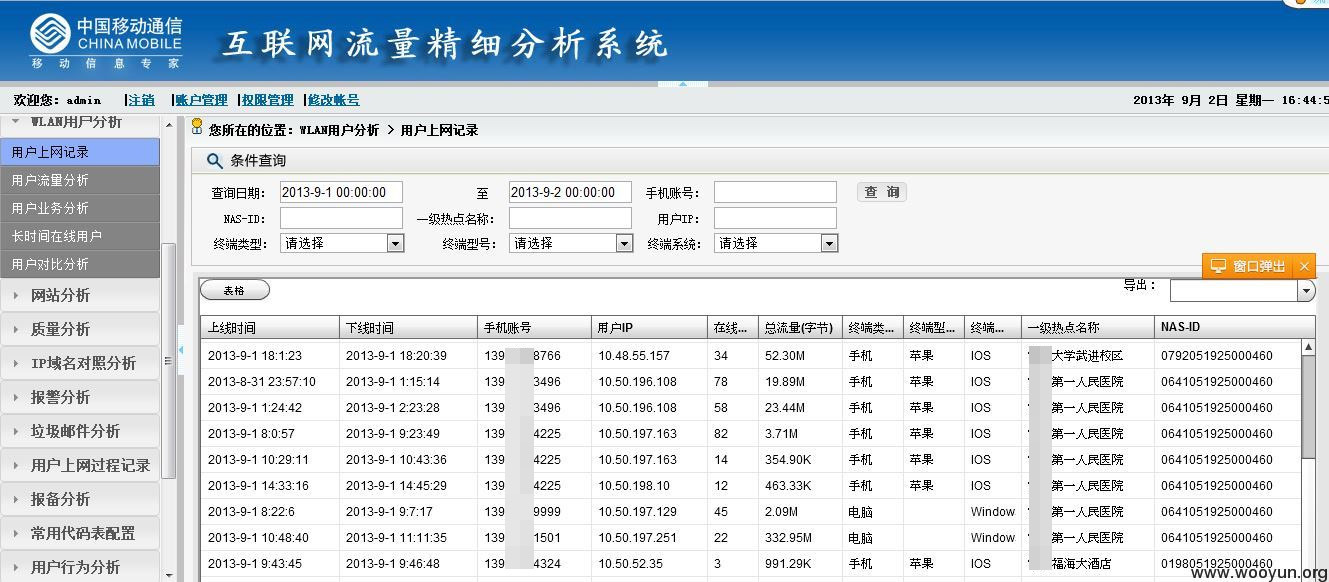 中国移动通信
CHINA MOBILE
移动信息专家
互联网流量精细分析系统
欢迎您：admin |注销 |账户管理 |权限管理 |修改帐号
2013年 9月 2日 星期一 16:44:5
WLAN用户分析
用户上网记录
用户流量分析
用户业务分析
长时间在线用户
用户对比分析
网站分析
质量分析
IP域名对照分析
报警分析
垃圾邮件分析
用户上网过程记录
报备分析
常用代码表配置
用户行为分析
您所在的位置：WLAN用户分析 > 用户上网记录
条件查询
查询日期： 2013-9-1 00:00:00 至 2013-9-2 00:00:00 手机账号： 查 询
NAS-ID： 一级热点名称： 用户IP：
终端类型： 请选择 终端型号： 请选择 终端系统： 请选择
窗口弹出 ×
表格 导出：
上线时间 下线时间 手机账号 用户IP 在线... 总流量(字节) 终端类... 终端型... 终端... 一级热点名称 NAS-ID
2013-9-1 18:1:23 2013-9-1 18:20:39 139 8766 10.48.55.157 34 52.30M 手机 苹果 IOS 大学武进校区 0792051925000460
2013-8-31 23:57:10 2013-9-1 1:15:14 139 3496 10.50.196.108 78 19.89M 手机 苹果 IOS 第一人民医院 0641051925000460
2013-9-1 1:24:42 2013-9-1 2:23:28 139 3496 10.50.196.108 58 23.44M 手机 苹果 IOS 第一人民医院 0641051925000460
2013-9-1 8:0:57 2013-9-1 9:23:49 139 4225 10.50.197.163 82 3.71M 手机 苹果 IOS 第一人民医院 0641051925000460
2013-9-1 10:29:11 2013-9-1 10:43:36 139 4225 10.50.197.163 14 354.90K 手机 苹果 IOS 第一人民医院 0641051925000460
2013-9-1 14:33:16 2013-9-1 14:45:29 139 4225 10.50.198.10 12 463.33K 手机 苹果 IOS 第一人民医院 0641051925000460
2013-9-1 8:22:6 2013-9-1 9:7:17 139 9999 10.50.197.129 45 2.09M 电脑 Window 第一人民医院 0641051925000460
2013-9-1 10:48:40 2013-9-1 11:11:35 139 1501 10.50.197.251 22 332.95M 电脑 Window 第一人民医院 0641051925000460
2013-9-1 9:43:45 2013-9-1 9:46:48 139 4324 10.50.52.35 3 991.29K 手机 苹果 IOS 福海大酒店 0198051925000460
www.wooyun.org